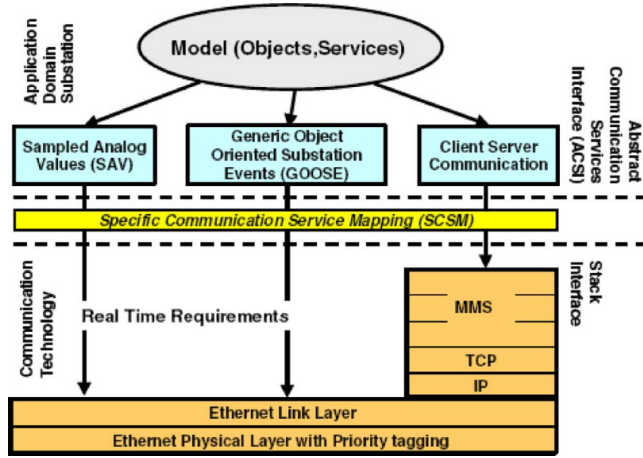 Model (Objects,Services)
Application
Domain
Substation
Abstract
Communication
Services
Interface (ACSI)
Sampled Analog
Values (SAV)
Generic Object
Oriented Substation
Events (GOOSE)
Client Server
Communication
Specific Communication Service Mapping (SCSM)
Communication
Technology
Real Time Requirements
Stack
Interface
MMS
TCP
IP
Ethernet Link Layer
Ethernet Physical Layer with Priority tagging